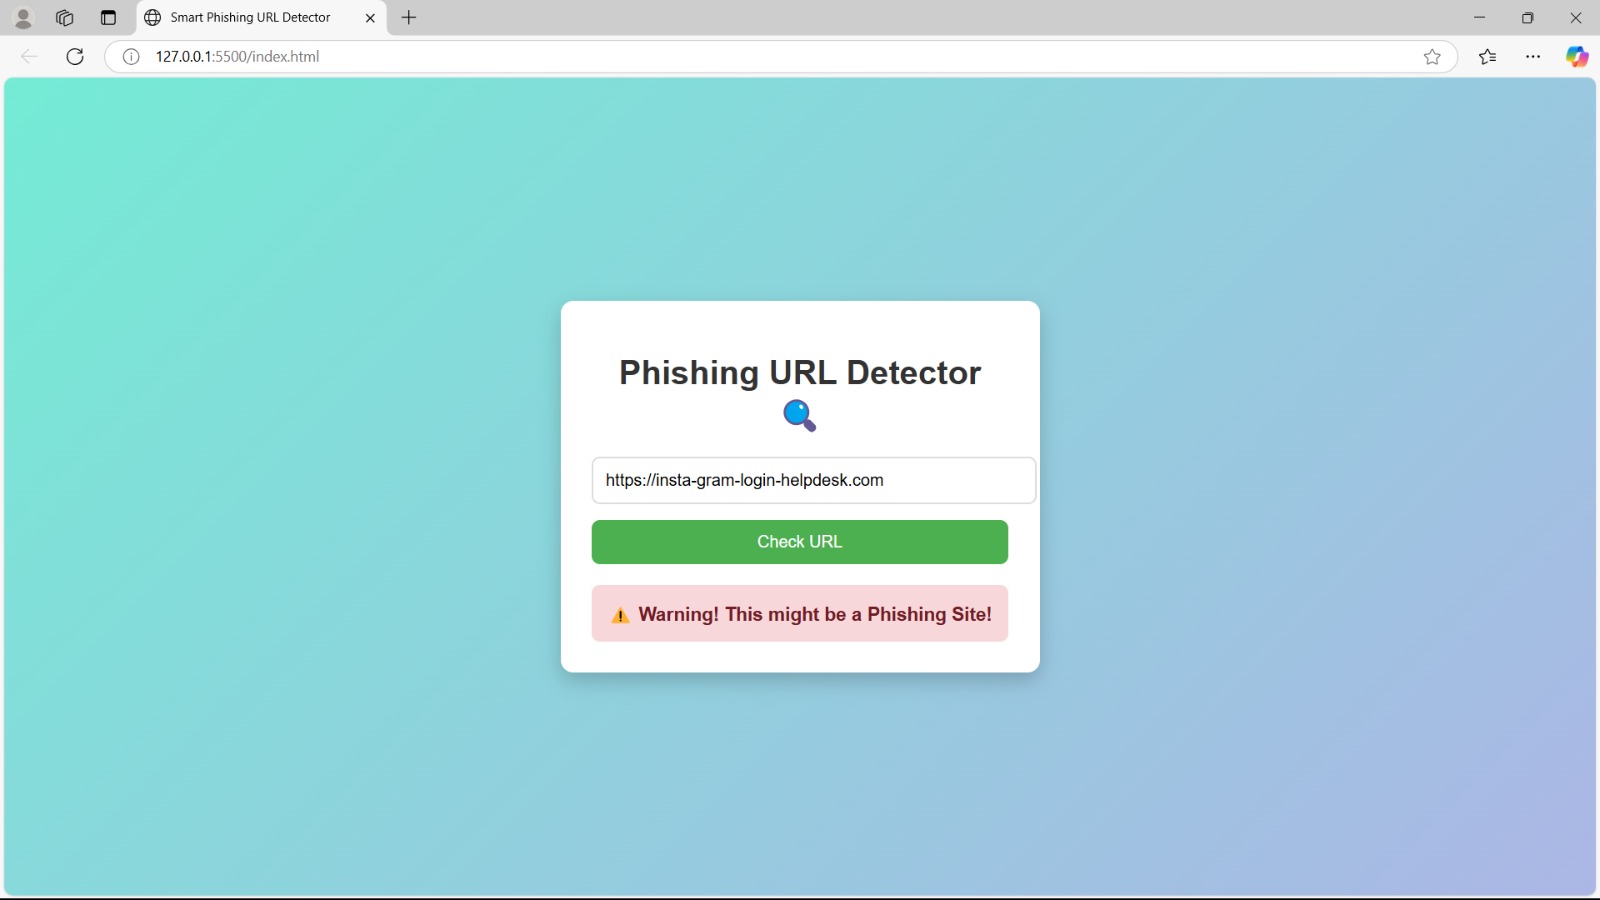 Smart Phishing URL Detector
127.0.0.1:5500/index.html
Phishing URL Detector
https://insta-gram-login-helpdesk.com
Check URL
Warning! This might be a Phishing Site!